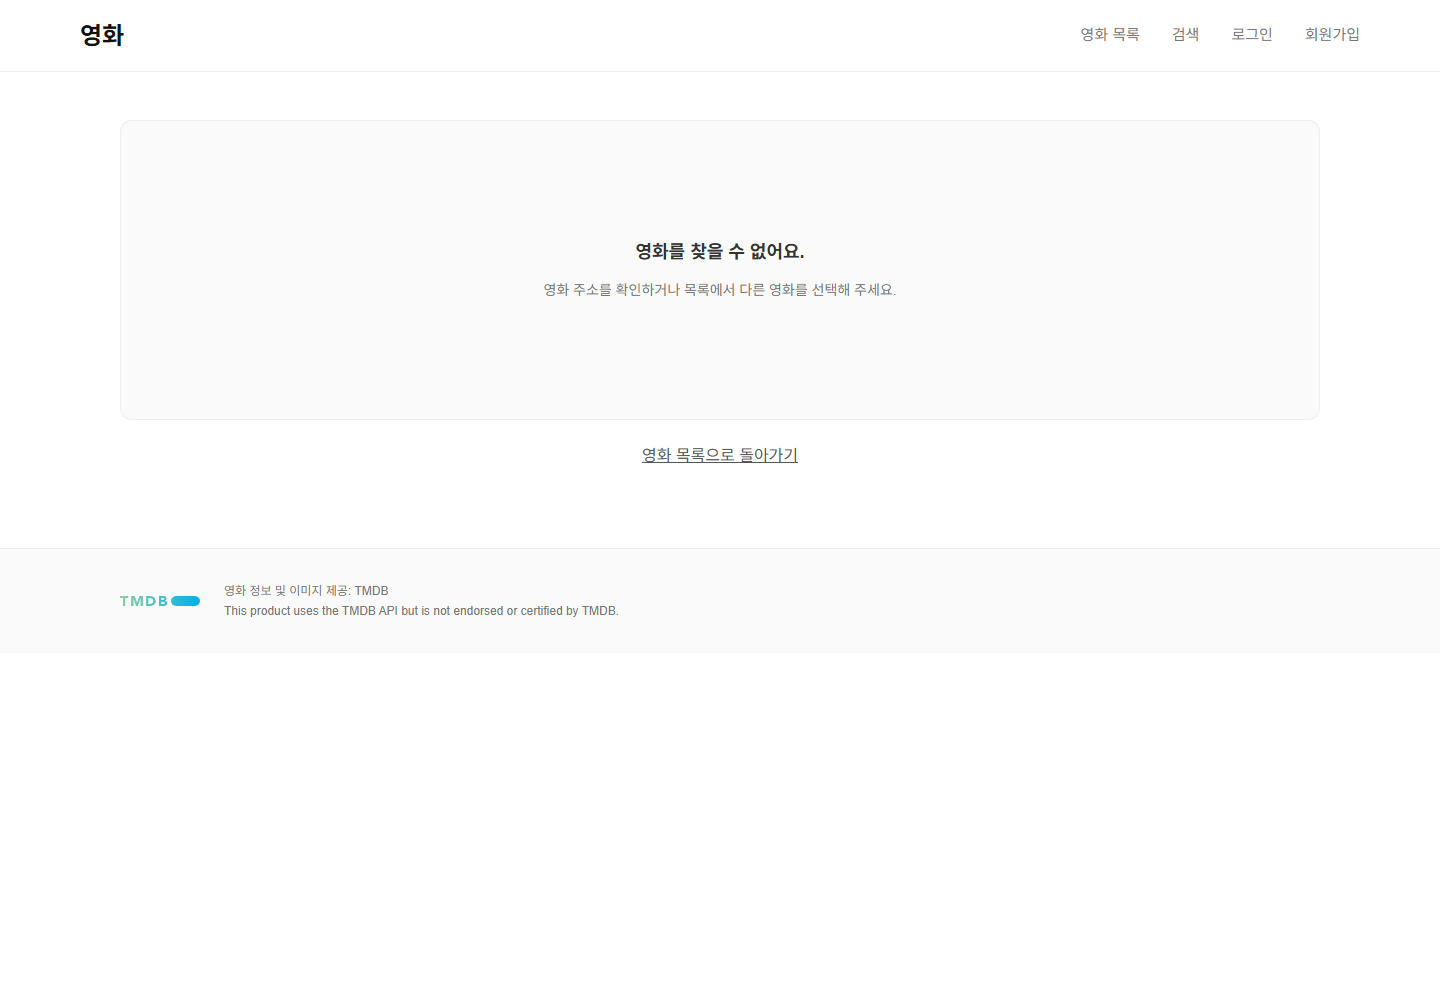 영화
영화 목록 검색 로그인 회원가입
영화를 찾을 수 없어요.
영화 주소를 확인하거나 목록에서 다른 영화를 선택해 주세요.
영화 목록으로 돌아가기
TMDB
영화 정보 및 이미지 제공: TMDB
This product uses the TMDB API but is not endorsed or certified by TMDB.